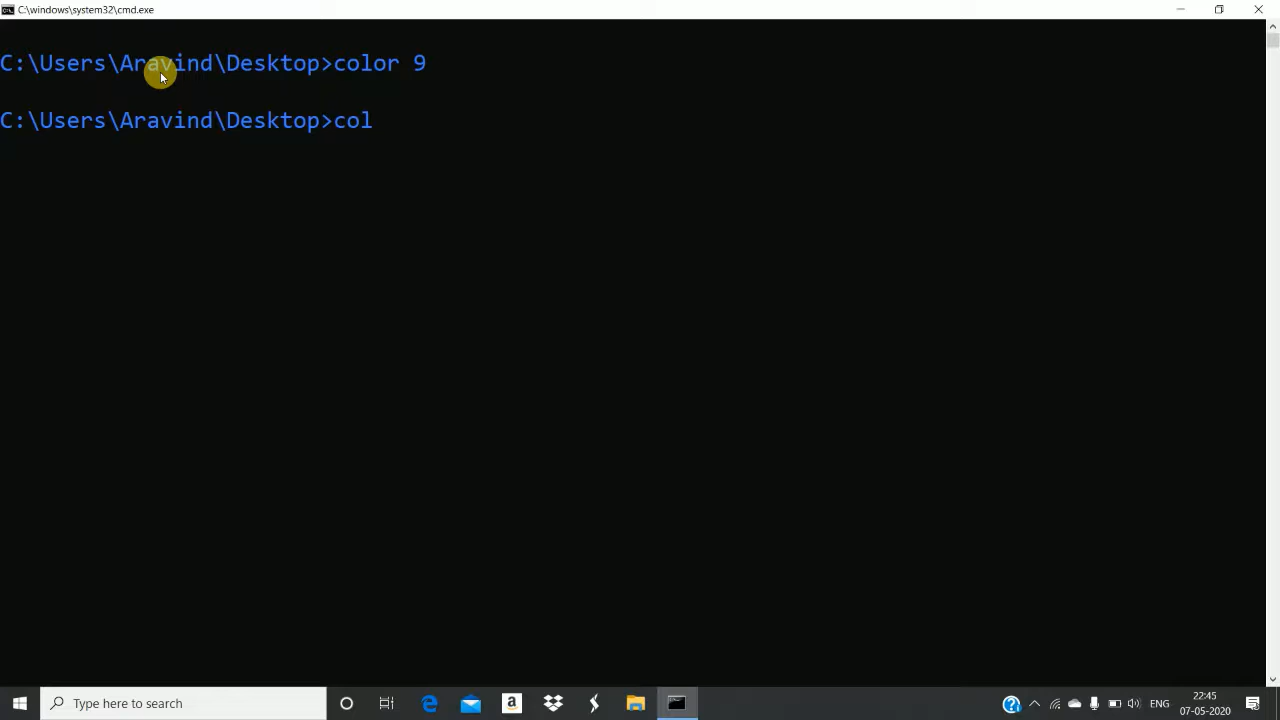 C:\windows\system32\cmd.exe
C:\Users\Aravind\Desktop>color 9
C:\Users\Aravind\Desktop>col
Type here to search
a
ENG
22:45
07-05-2020